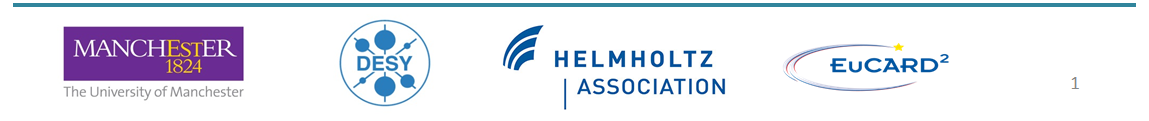 MANCHESTER
1824
The University of Manchester
DESY
HELMHOLTZ
ASSOCIATION
EuCARD²
1